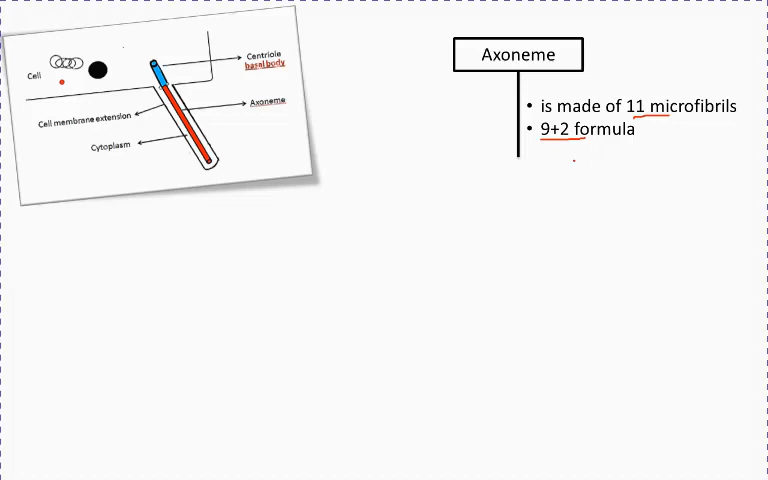 Centriole
basal body
Cell
Axoneme
Cell membrane extension
Cytoplasm
Axoneme
• is made of 11 microfibrils
• 9+2 formula